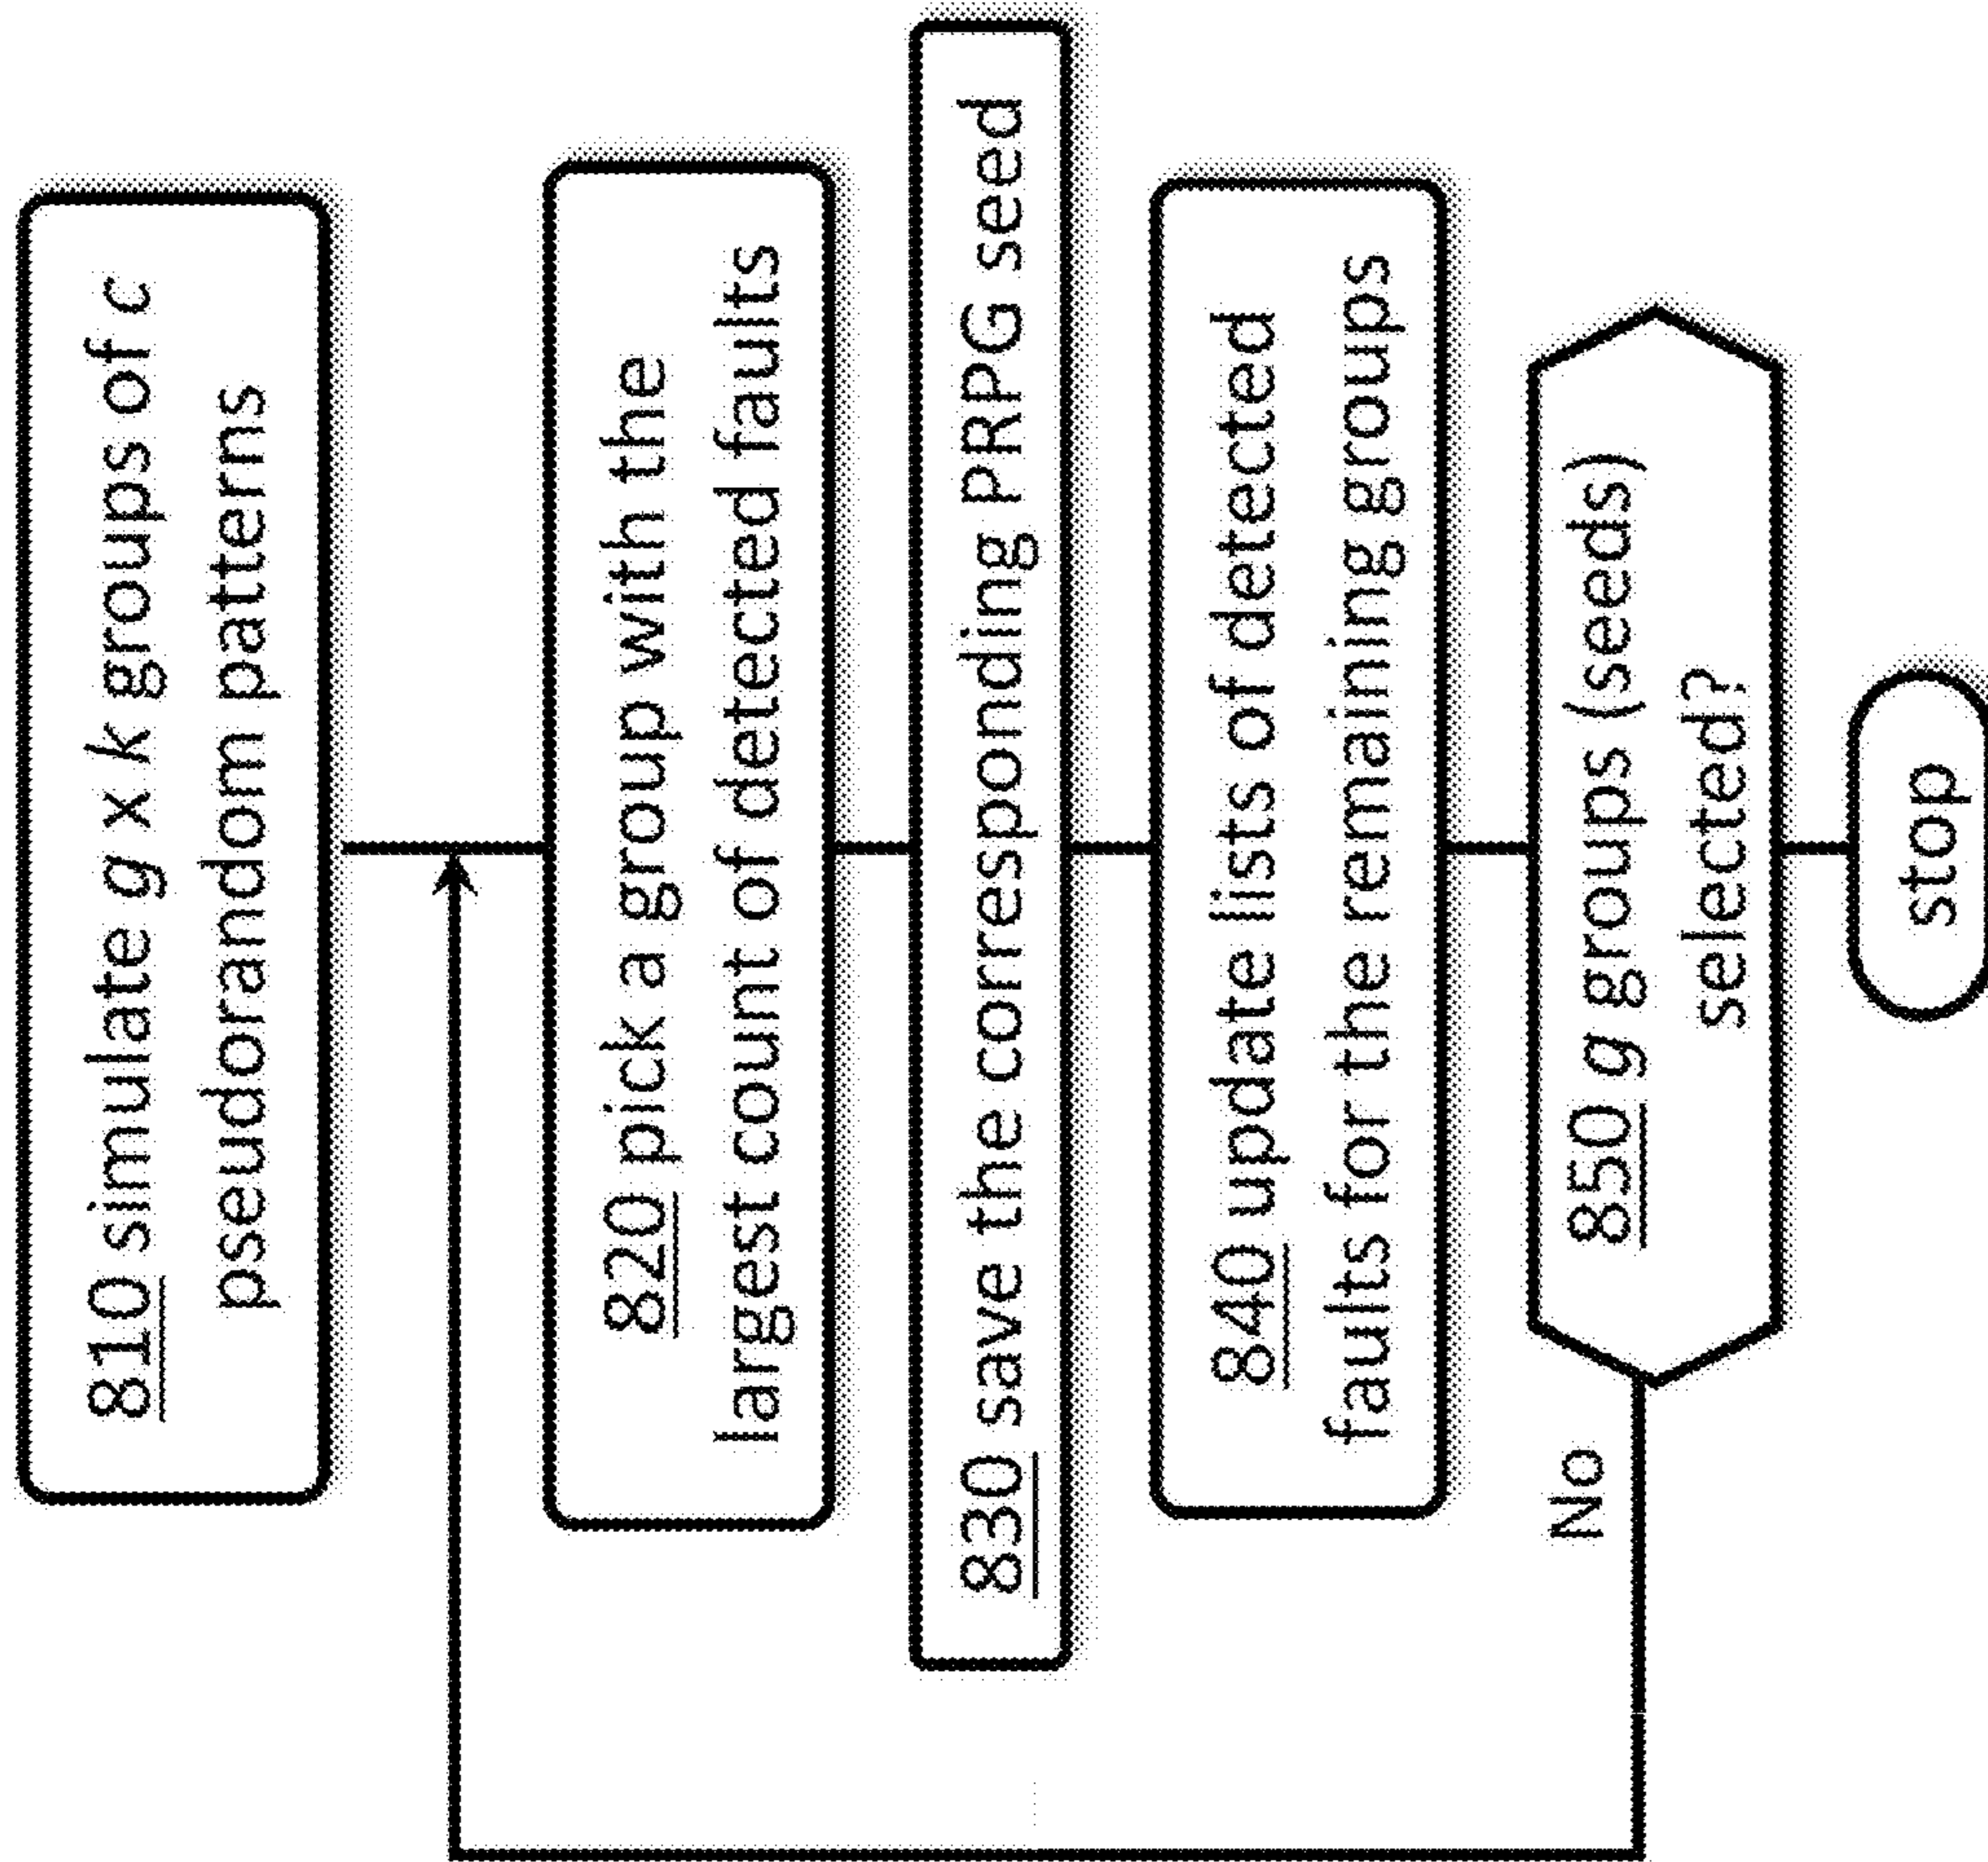 810 simulate g x k groups of c
pseudorandom patterns
820 pick a group with the
largest count of detected faults
830 save the corresponding PRPG seed
840 update lists of detected
faults for the remaining groups
850 g groups (seeds)
selected?
No
stop